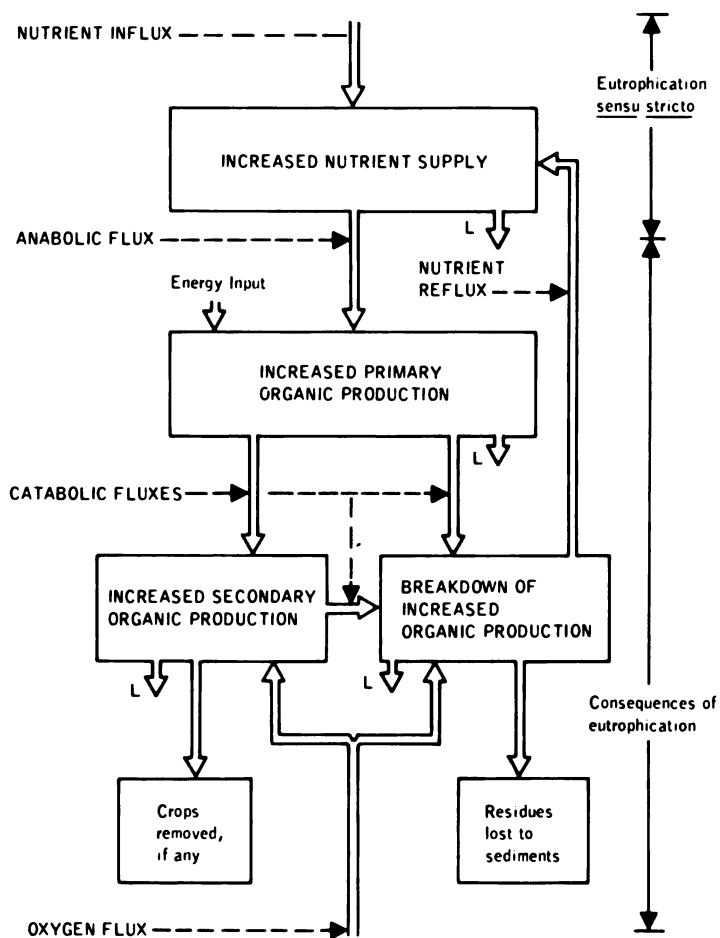 NUTRIENT INFLUX
Eutrophication
sensu stricto
INCREASED NUTRIENT SUPPLY
L
ANABOLIC FLUX
NUTRIENT
REFLUX
Energy Input
INCREASED PRIMARY
ORGANIC PRODUCTION
L
CATABOLIC FLUXES
INCREASED SECONDARY
ORGANIC PRODUCTION
BREAKDOWN OF
INCREASED
ORGANIC PRODUCTION
L
L
Consequences of
eutrophication
Crops
removed,
if any
Residues
lost to
sediments
OXYGEN FLUX